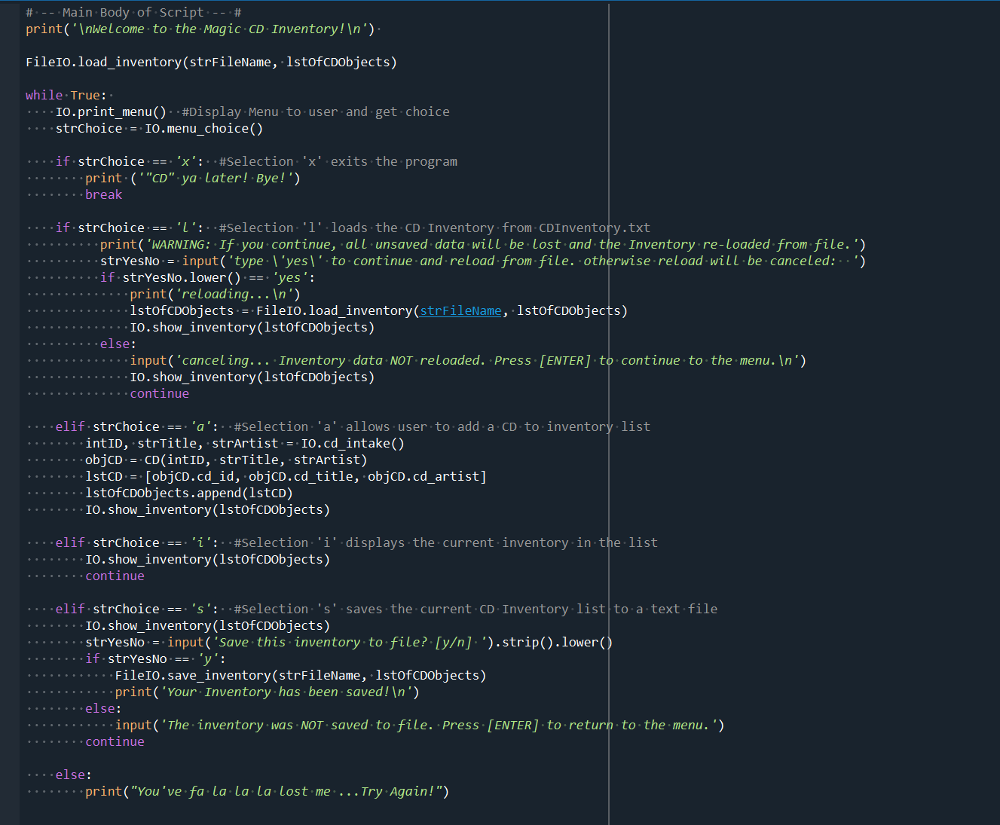 # -- Main Body of Script -- #
print('\nWelcome to the Magic CD Inventory!\n')
FileIO.load_inventory(strFileName, lstOfCDObjects)
while True:
    IO.print_menu()  #Display Menu to user and get choice
    strChoice = IO.menu_choice()
    if strChoice == 'x':  #Selection 'x' exits the program
        print ('"CD" ya later! Bye!')
        break
    if strChoice == 'l':  #Selection 'l' loads the CD Inventory from CDInventory.txt
          print('WARNING: If you continue, all unsaved data will be lost and the Inventory re-loaded from file.')
          strYesNo = input('type \'yes\' to continue and reload from file. otherwise reload will be canceled:  ')
          if strYesNo.lower() == 'yes':
              print('reloading...\n')
              lstOfCDObjects = FileIO.load_inventory(strFileName, lstOfCDObjects)
              IO.show_inventory(lstOfCDObjects)
          else:
              input('canceling... Inventory data NOT reloaded. Press [ENTER] to continue to the menu.\n')
              IO.show_inventory(lstOfCDObjects)
              continue
    elif strChoice == 'a':  #Selection 'a' allows user to add a CD to inventory list
        intID, strTitle, strArtist = IO.cd_intake()
        objCD = CD(intID, strTitle, strArtist)
        lstCD = [objCD.cd_id, objCD.cd_title, objCD.cd_artist]
        lstOfCDObjects.append(lstCD)
        IO.show_inventory(lstOfCDObjects)
    elif strChoice == 'i':  #Selection 'i' displays the current inventory in the list
        IO.show_inventory(lstOfCDObjects)
        continue
    elif strChoice == 's':  #Selection 's' saves the current CD Inventory list to a text file
        IO.show_inventory(lstOfCDObjects)
        strYesNo = input('Save this inventory to file? [y/n] ').strip().lower()
        if strYesNo == 'y':
            FileIO.save_inventory(strFileName, lstOfCDObjects)
            print('Your Inventory has been saved!\n')
        else:
            input('The inventory was NOT saved to file. Press [ENTER] to return to the menu.')
        continue
    else:
        print("You've fa la la la lost me ...Try Again!")